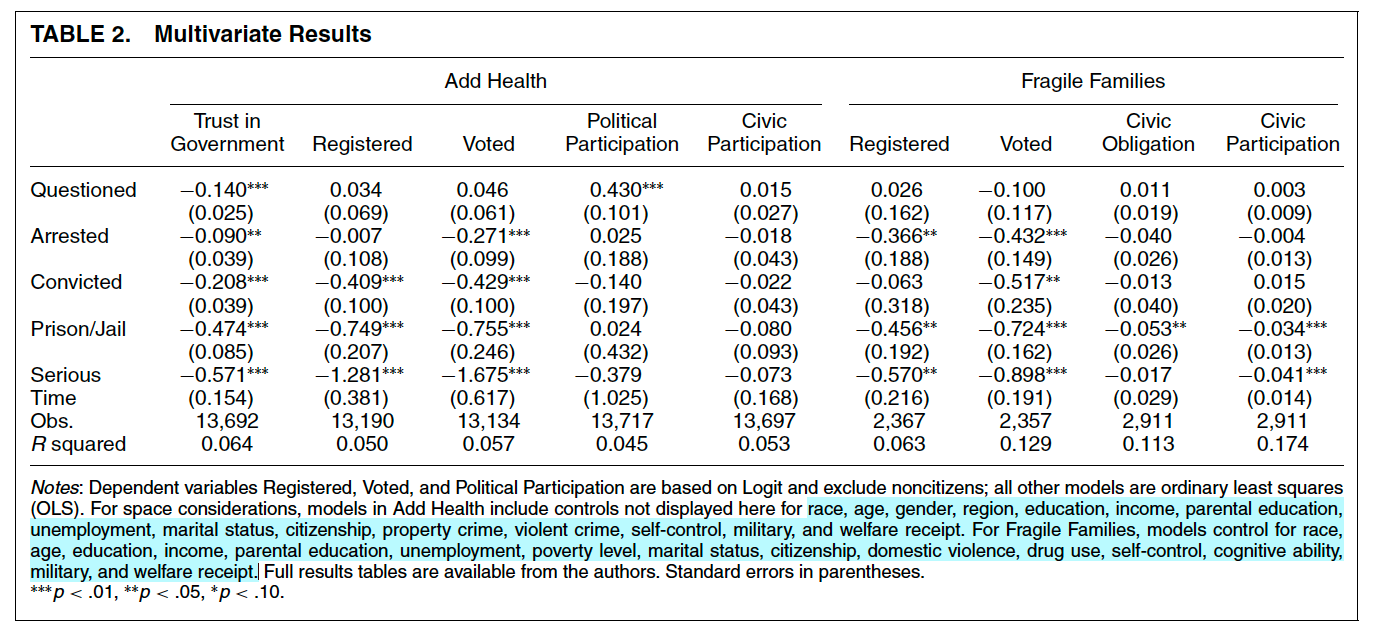 TABLE 2. Multivariate Results
Add Health Fragile Families
Trust in Political Civic Civic Civic
Government Registered Voted Participation Participation Registered Voted Obligation Participation
Questioned −0.140*** 0.034 0.046 0.430*** 0.015 0.026 −0.100 0.011 0.003
(0.025) (0.069) (0.061) (0.101) (0.027) (0.162) (0.117) (0.019) (0.009)
Arrested −0.090** −0.007 −0.271*** 0.025 −0.018 −0.366** −0.432*** −0.040 −0.004
(0.039) (0.108) (0.099) (0.188) (0.043) (0.188) (0.149) (0.026) (0.013)
Convicted −0.208*** −0.409*** −0.429*** −0.140 −0.022 −0.063 −0.517** −0.013 0.015
(0.039) (0.100) (0.100) (0.197) (0.043) (0.318) (0.235) (0.040) (0.020)
Prison/Jail −0.474*** −0.749*** −0.755*** 0.024 −0.080 −0.456** −0.724*** −0.053** −0.034***
(0.085) (0.207) (0.246) (0.432) (0.093) (0.192) (0.162) (0.026) (0.013)
Serious −0.571*** −1.281*** −1.675*** −0.379 −0.073 −0.570** −0.898*** −0.017 −0.041***
Time (0.154) (0.381) (0.617) (1.025) (0.168) (0.216) (0.191) (0.029) (0.014)
Obs. 13,692 13,190 13,134 13,717 13,697 2,367 2,357 2,911 2,911
R squared 0.064 0.050 0.057 0.045 0.053 0.063 0.129 0.113 0.174
Notes: Dependent variables Registered, Voted, and Political Participation are based on Logit and exclude noncitizens; all other models are ordinary least squares
(OLS). For space considerations, models in Add Health include controls not displayed here for race, age, gender, region, education, income, parental education,
unemployment, marital status, citizenship, property crime, violent crime, self-control, military, and welfare receipt. For Fragile Families, models control for race,
age, education, income, parental education, unemployment, poverty level, marital status, citizenship, domestic violence, drug use, self-control, cognitive ability,
military, and welfare receipt. Full results tables are available from the authors. Standard errors in parentheses.
***p < .01, **p < .05, *p < .10.